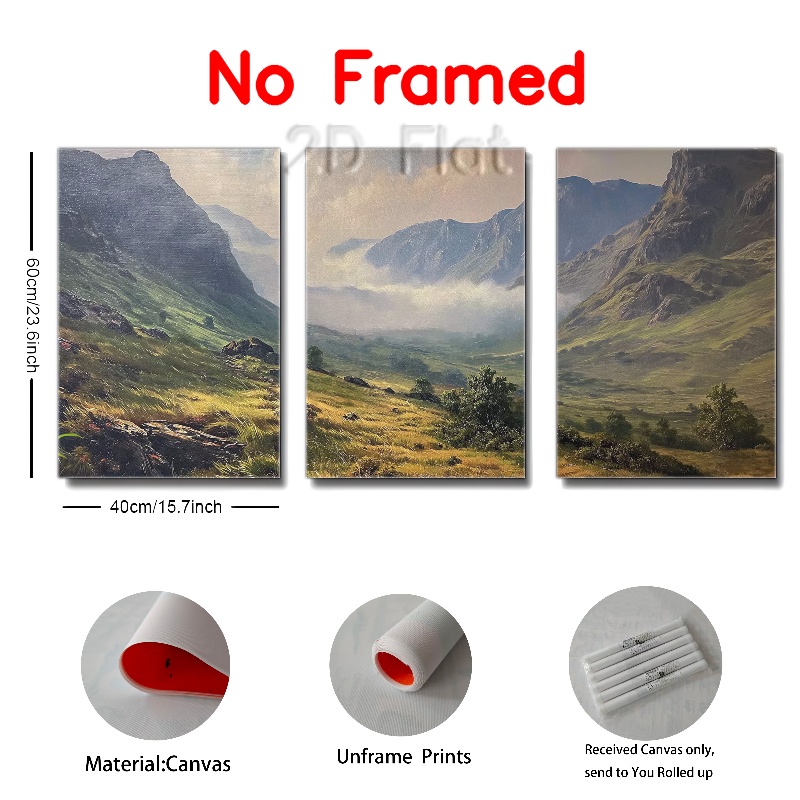 No Framed
2D Flat
60cm/23.6inch
40cm/15.7inch
Material:Canvas
Unframe Prints
Received Canvas only,
send to You Rolled up